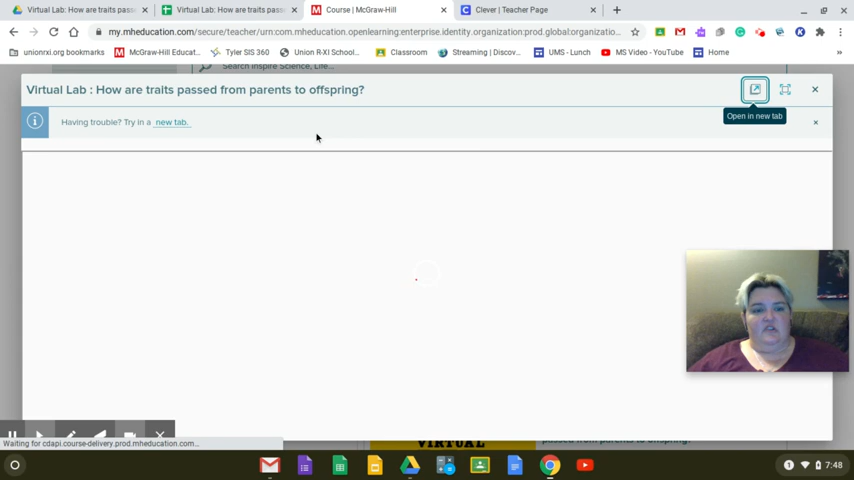 Virtual Lab: How are traits pass
Virtual Lab: How are traits pass
Course | McGraw-Hill
Clever | Teacher Page
my.mheducation.com/secure/teacher/urn:com.mheducation.openlearning:enterprise.identity.organization:prod.global:organizatio...
unionrxi.org bookmarks
McGraw-Hill Educat...
Tyler SIS 360
Union R-XI School...
Classroom
Streaming | Discov...
UMS - Lunch
MS Video - YouTube
Home
Search Inspire Science, Life...
Virtual Lab : How are traits passed from parents to offspring?
Having trouble? Try in a new tab.
Open in new tab
VIRTUAL
passed from parents to offspring?
Waiting for cdapi.course-delivery.prod.mheducation.com...
1
7:48